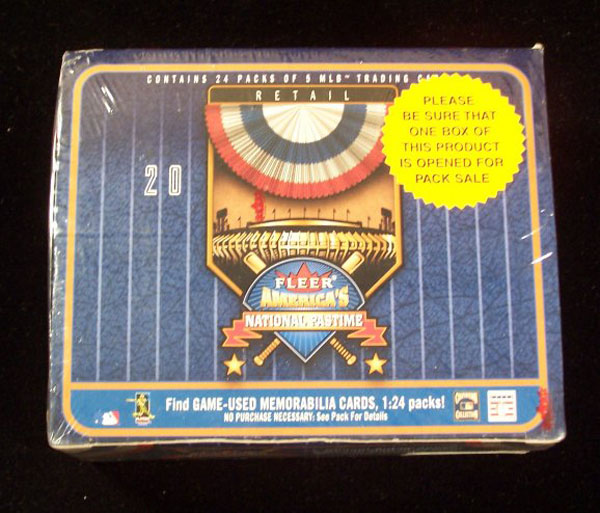 CONTAINS 24 PACKS OF 5 MLB™ TRADING
RETAIL
PLEASE
BE SURE THAT
ONE BOX OF
THIS PRODUCT
IS OPENED FOR
PACK SALE
20
FLEER®
AMERICA'S
NATIONAL PASTIME
Find GAME-USED MEMORABILIA CARDS, 1:24 packs!
NO PURCHASE NECESSARY: See Pack For Details